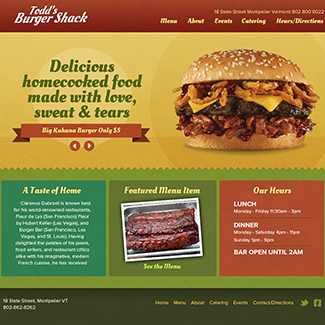 Todd's
Burger Shack
18 State Street Montpelier Vermont 802 800 8022
Menu About Events Catering Hours/Directions
Delicious
homecooked food
made with love,
sweat & tears
Big Kahuna Burger Only $8
A Taste of Home
Clarence Dubront is known best
for his world-renowned restaurants,
Fleur de Lys (San Francisco) Fleur
by Hubert Keller (Las Vegas), and
Burger Bar (San Francisco, Las
Vegas, and St. Louis). Having
delighted the palates of his peers,
food writers, and restaurant critics
alike with his imaginative, modern
French cuisine, he has received
Featured Menu Item
See the Menu
Our Hours
LUNCH
Monday - Friday 11:30am - 3pm
DINNER
Monday - Saturday 4pm - 11pm
Sunday 1pm - 9pm
BAR OPEN UNTIL 2AM
18 State Street, Montpelier VT
802-862-8262
Home Menu About Catering Events Contact/Directions